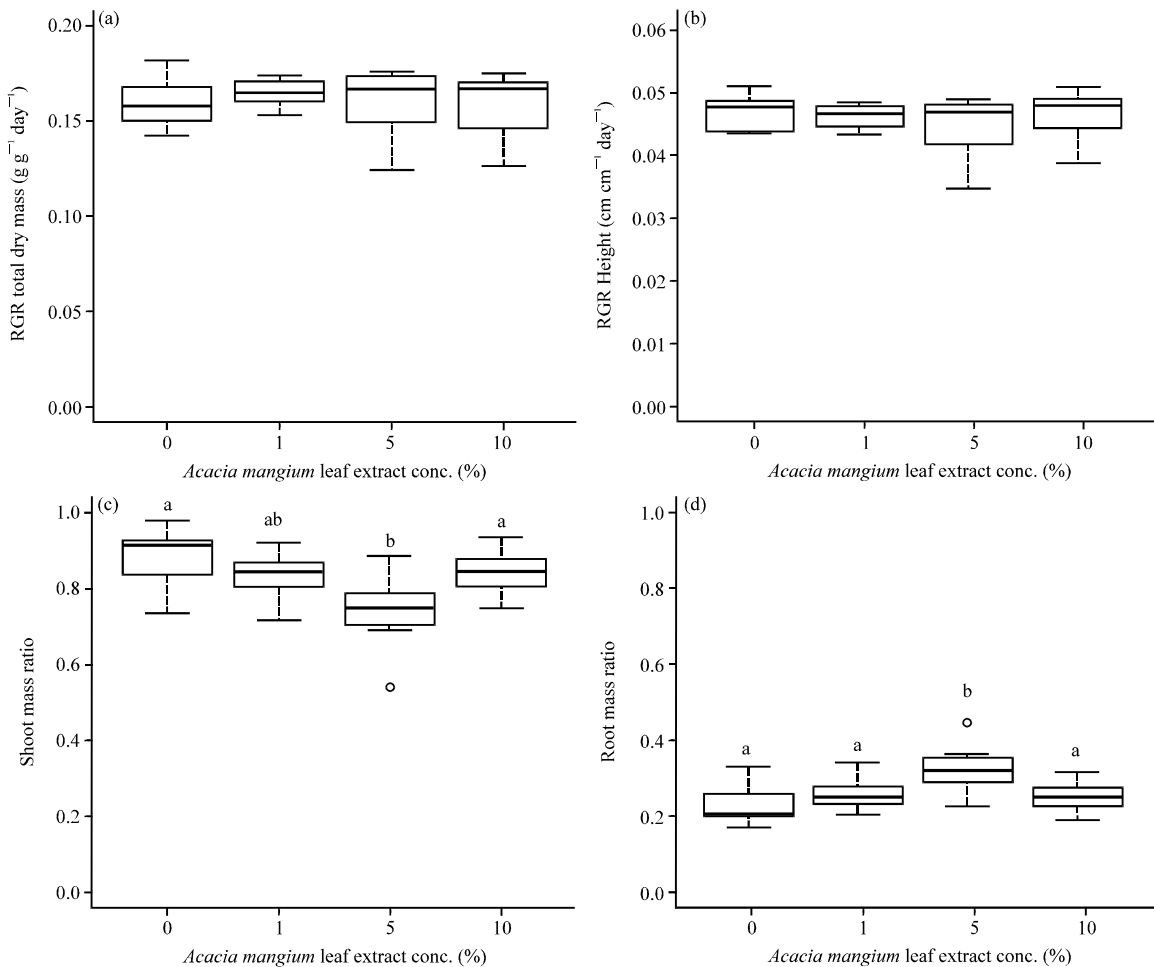 (a)
0.20
0.15
0.10
0.05
0.00
RGR total dry mass (g g⁻¹ day⁻¹)
0 1 5 10
Acacia mangium leaf extract conc. (%)
(b)
0.06
0.05
0.04
0.03
0.02
0.01
0.00
RGR Height (cm cm⁻¹ day⁻¹)
0 1 5 10
Acacia mangium leaf extract conc. (%)
(c)
a ab b a
1.0
0.8
0.6
0.4
0.2
0.0
Shoot mass ratio
0 1 5 10
Acacia mangium leaf extract conc. (%)
(d)
a a b a
1.0
0.8
0.6
0.4
0.2
0.0
Root mass ratio
0 1 5 10
Acacia mangium leaf extract conc. (%)